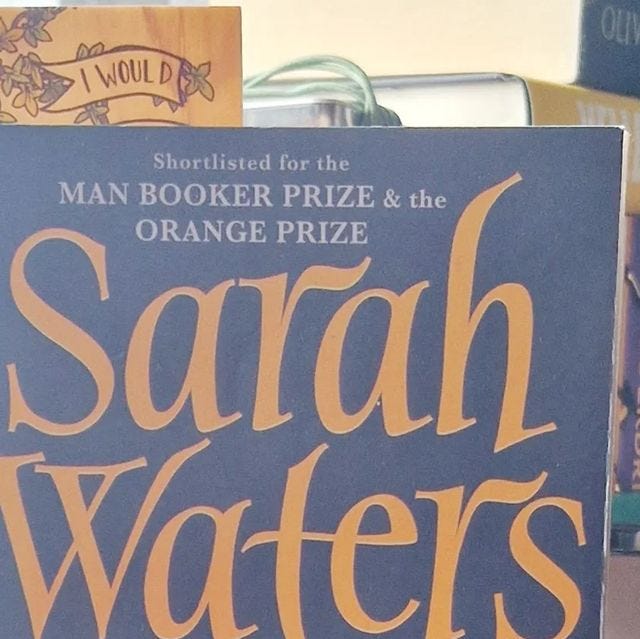 I WOULD
Shortlisted for the
MAN BOOKER PRIZE & the
ORANGE PRIZE
Sarah
Waters